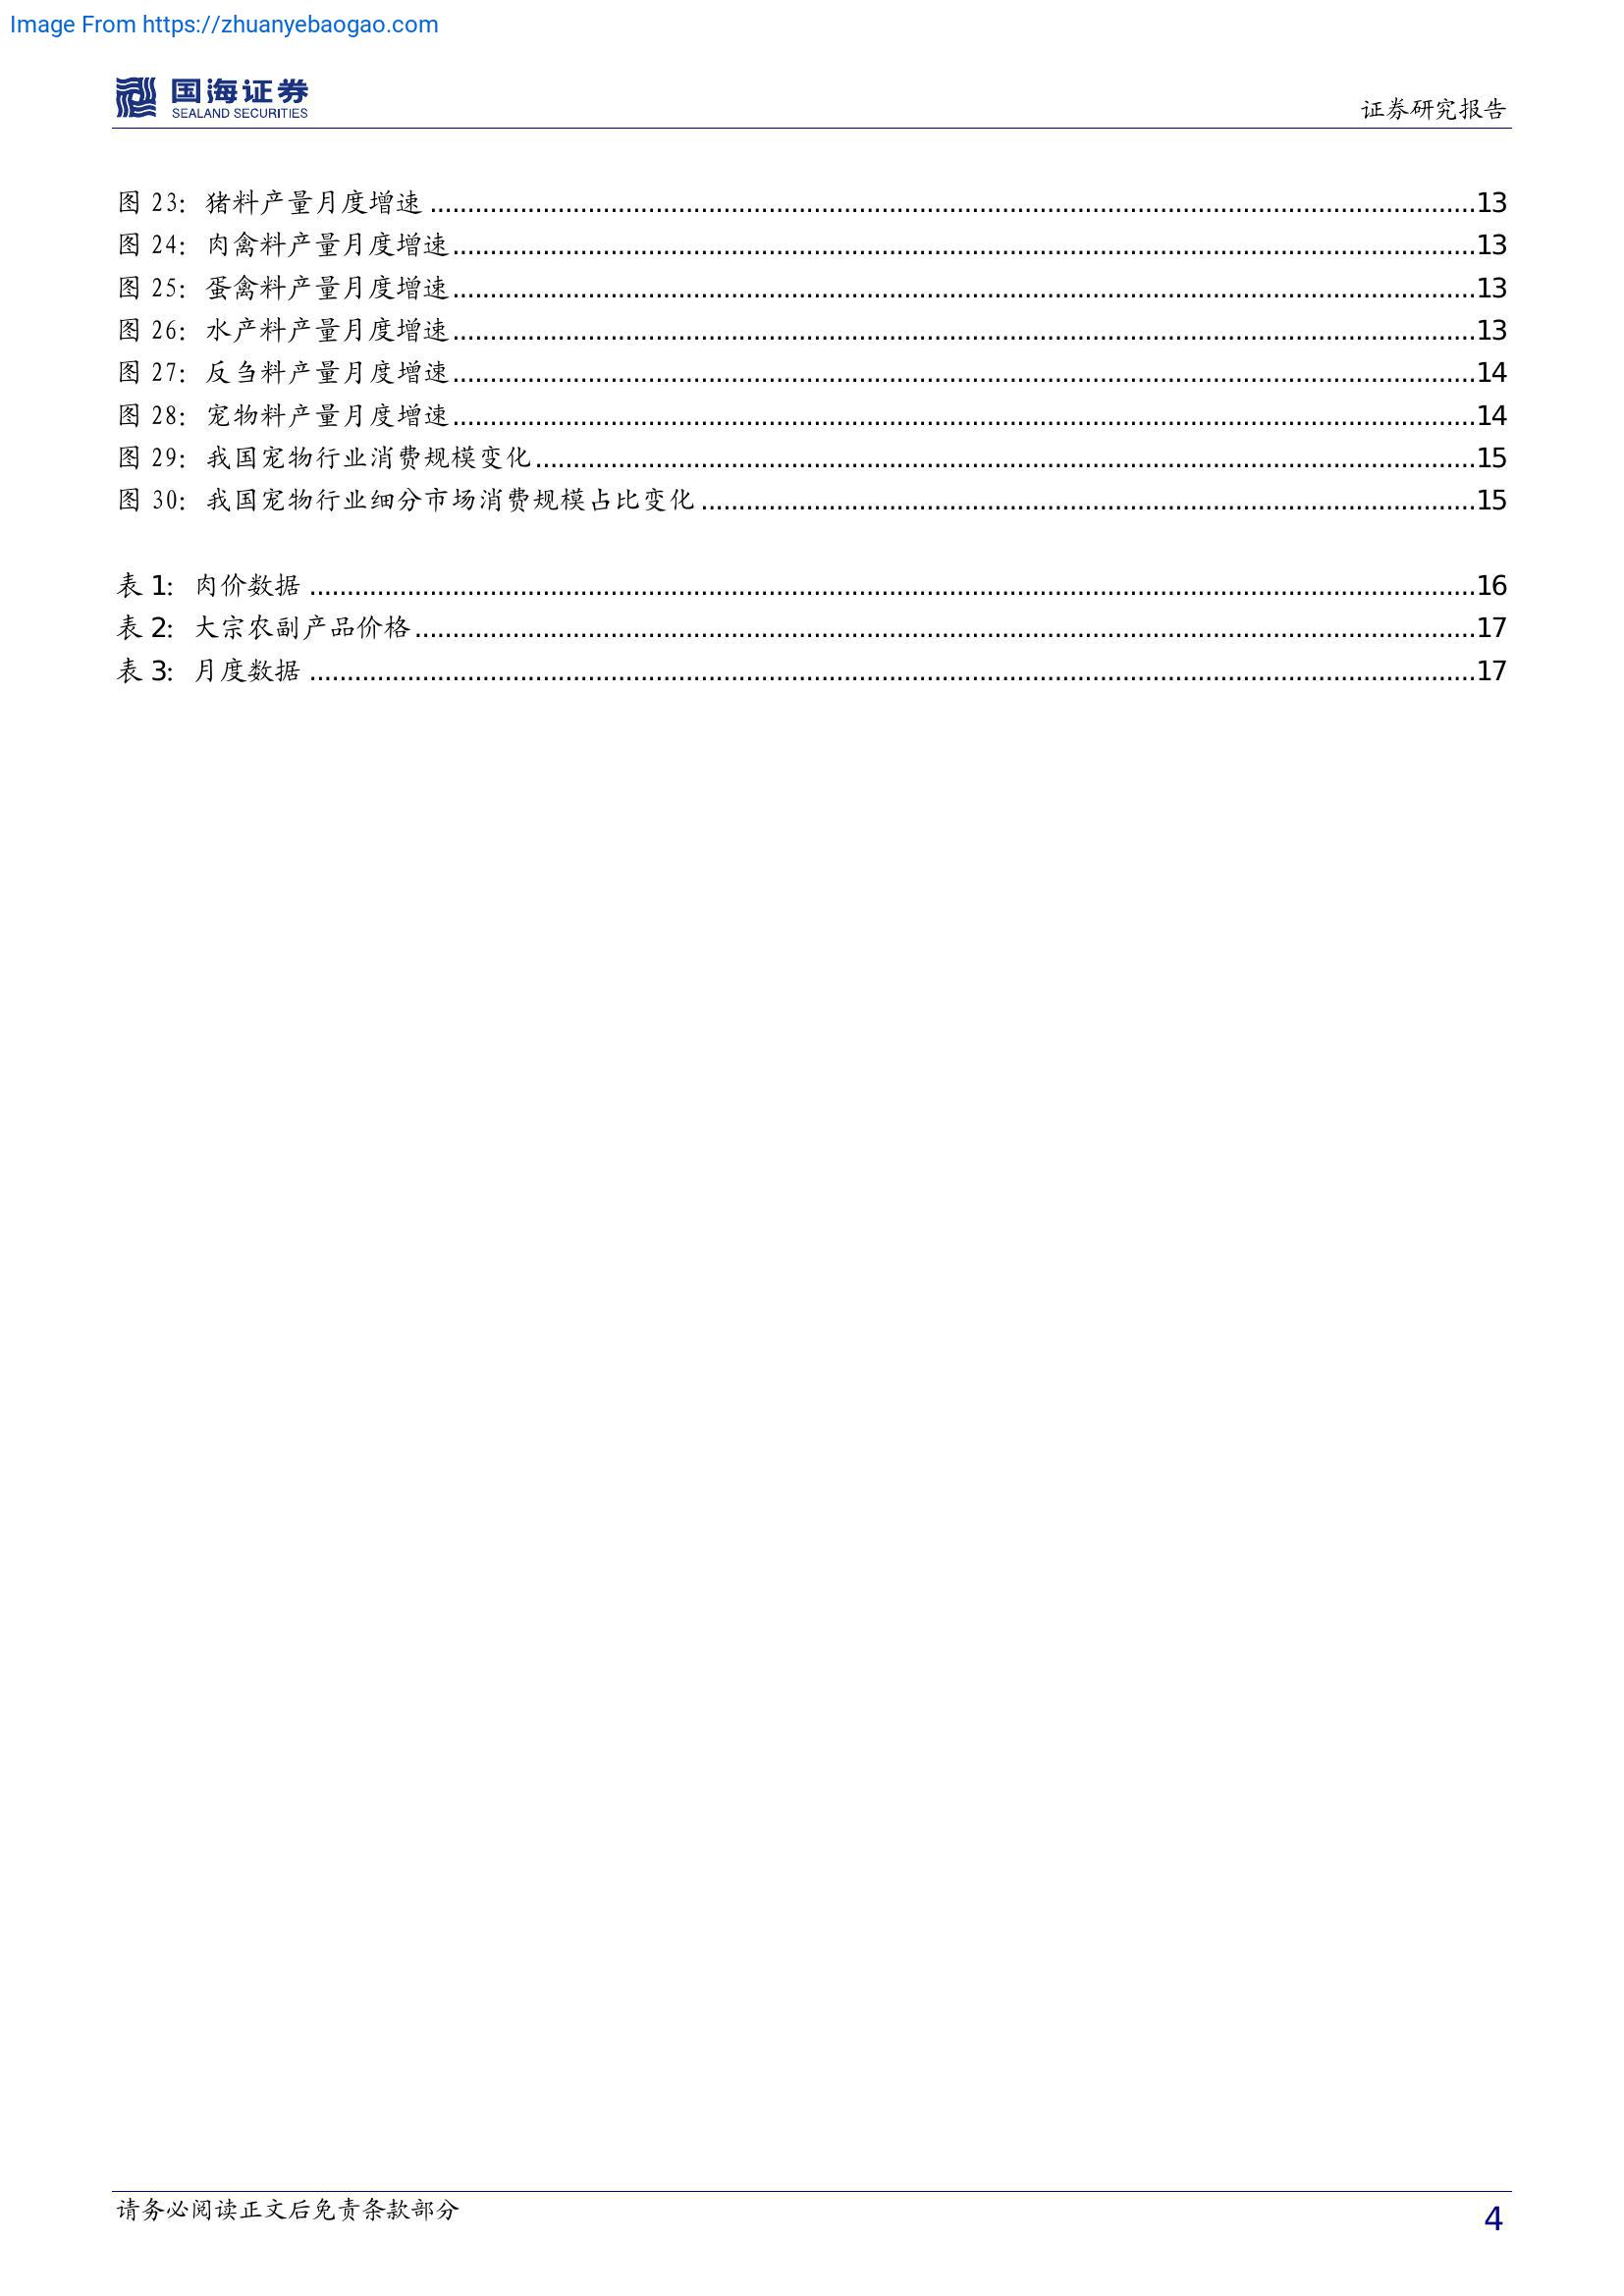 Image From https://zhuanyebaogao.com
国海证券
SEALAND SECURITIES
证券研究报告
图 23：猪料产量月度增速 ........ 13
图 24：肉禽料产量月度增速 ........ 13
图 25：蛋禽料产量月度增速 ........ 13
图 26：水产料产量月度增速 ........ 13
图 27：反刍料产量月度增速 ........ 14
图 28：宠物料产量月度增速 ........ 14
图 29：我国宠物行业消费规模变化 ........ 15
图 30：我国宠物行业细分市场消费规模占比变化 ........ 15
表 1：肉价数据 ........ 16
表 2：大宗农副产品价格 ........ 17
表 3：月度数据 ........ 17
请务必阅读正文后免责条款部分
4